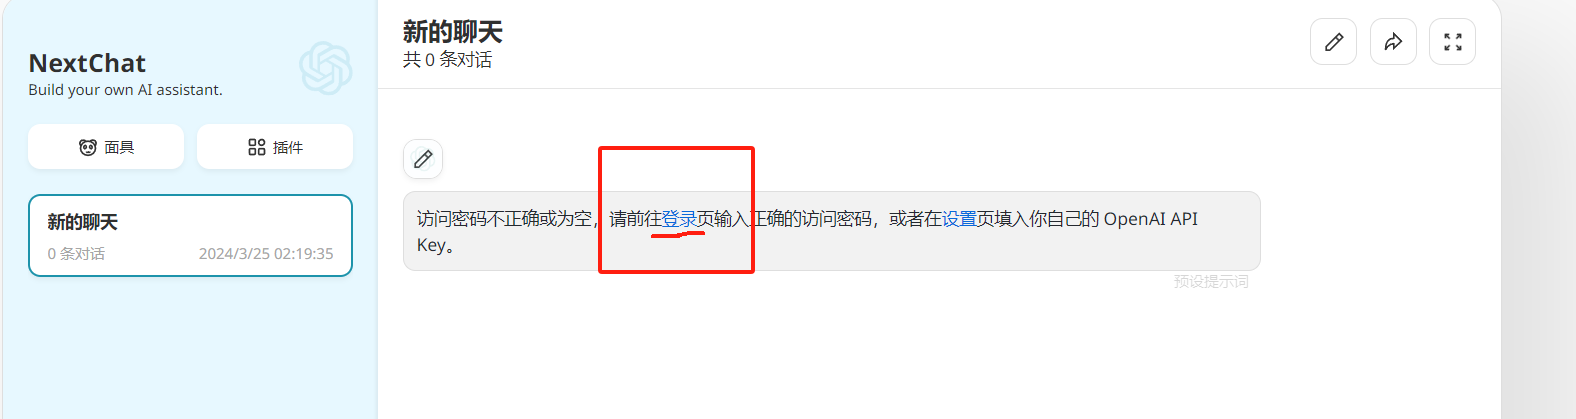 NextChat
Build your own AI assistant.
面具
插件
新的聊天
0 条对话
2024/3/25 02:19:35
新的聊天
共 0 条对话
访问密码不正确或为空，请前往登录页输入正确的访问密码，或者在设置页填入你自己的 OpenAI API
Key。
预设提示词